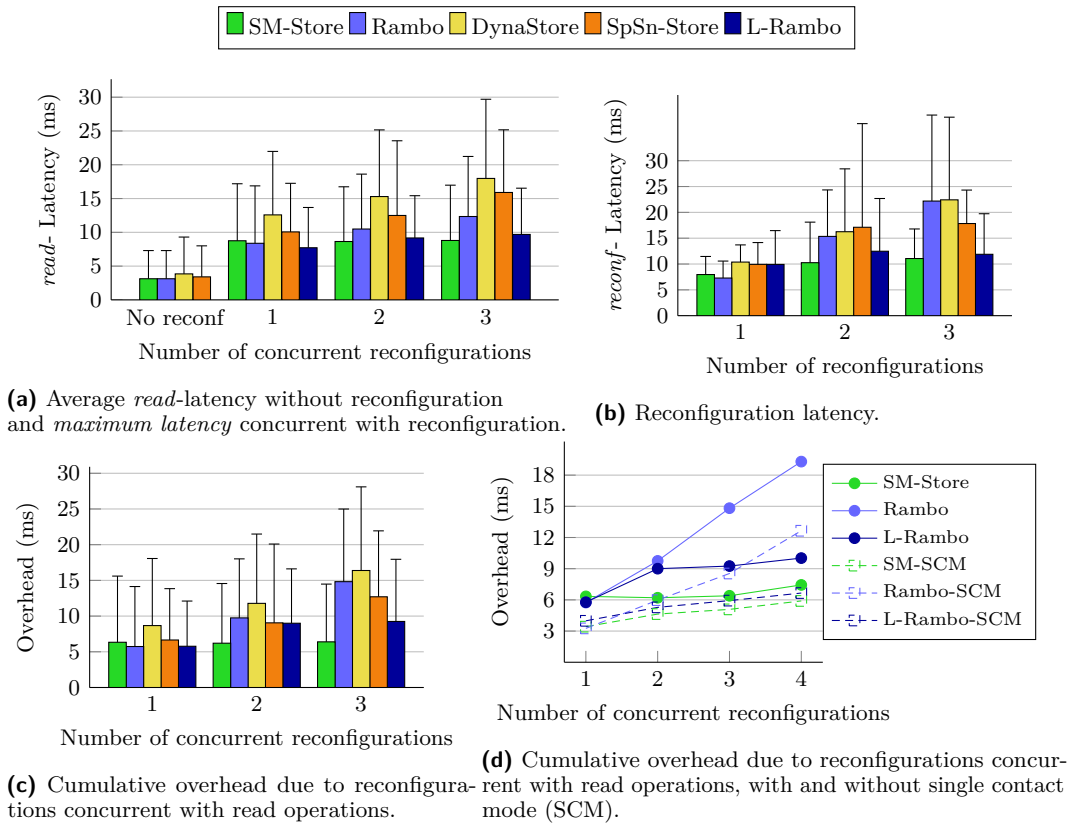 SM-Store Rambo DynaStore SpSn-Store L-Rambo
read- Latency (ms)
30
25
20
15
10
5
0
No reconf 1 2 3
Number of concurrent reconfigurations
(a) Average read-latency without reconfiguration
and maximum latency concurrent with reconfiguration.
reconf- Latency (ms)
30
25
20
15
10
5
0
1 2 3
Number of reconfigurations
(b) Reconfiguration latency.
Overhead (ms)
30
25
20
15
10
5
0
1 2 3
Number of concurrent reconfigurations
(c) Cumulative overhead due to reconfigura-
tions concurrent with read operations.
Overhead (ms)
18
15
12
9
6
3
1 2 3 4
Number of concurrent reconfigurations
SM-Store
Rambo
L-Rambo
SM-SCM
Rambo-SCM
L-Rambo-SCM
(d) Cumulative overhead due to reconfigurations concur-
rent with read operations, with and without single contact
mode (SCM).